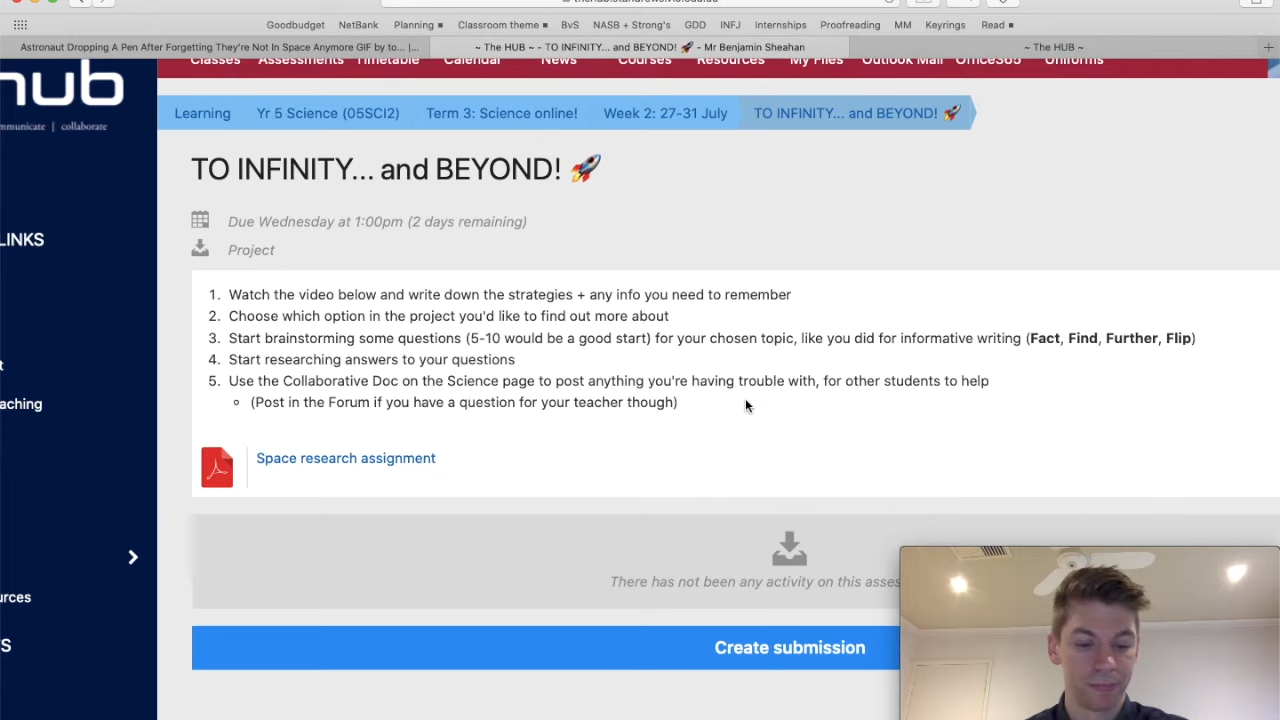 Goodbudget NetBank Planning Classroom theme BvS NASB + Strong's GDD INFJ Internships Proofreading MM Keyrings Read
Astronaut Dropping A Pen After Forgetting They're Not In Space Anymore GIF by to... |...
~ The HUB ~ - TO INFINITY... and BEYOND! 🚀 - Mr Benjamin Sheahan
~ The HUB ~
Classes Assessments Timetable Calendar News Courses Resources My Files Outlook Mail Office365 Uniforms
hub
mmunicate | collaborate
Learning Yr 5 Science (05SCI2) Term 3: Science online! Week 2: 27-31 July TO INFINITY... and BEYOND! 🚀
TO INFINITY... and BEYOND! 🚀
Due Wednesday at 1:00pm (2 days remaining)
LINKS
Project
1. Watch the video below and write down the strategies + any info you need to remember
2. Choose which option in the project you'd like to find out more about
3. Start brainstorming some questions (5-10 would be a good start) for your chosen topic, like you did for informative writing (Fact, Find, Further, Flip)
4. Start researching answers to your questions
5. Use the Collaborative Doc on the Science page to post anything you're having trouble with, for other students to help
(Post in the Forum if you have a question for your teacher though)
aching
Space research assignment
There has not been any activity on this asses
urces
Create submission